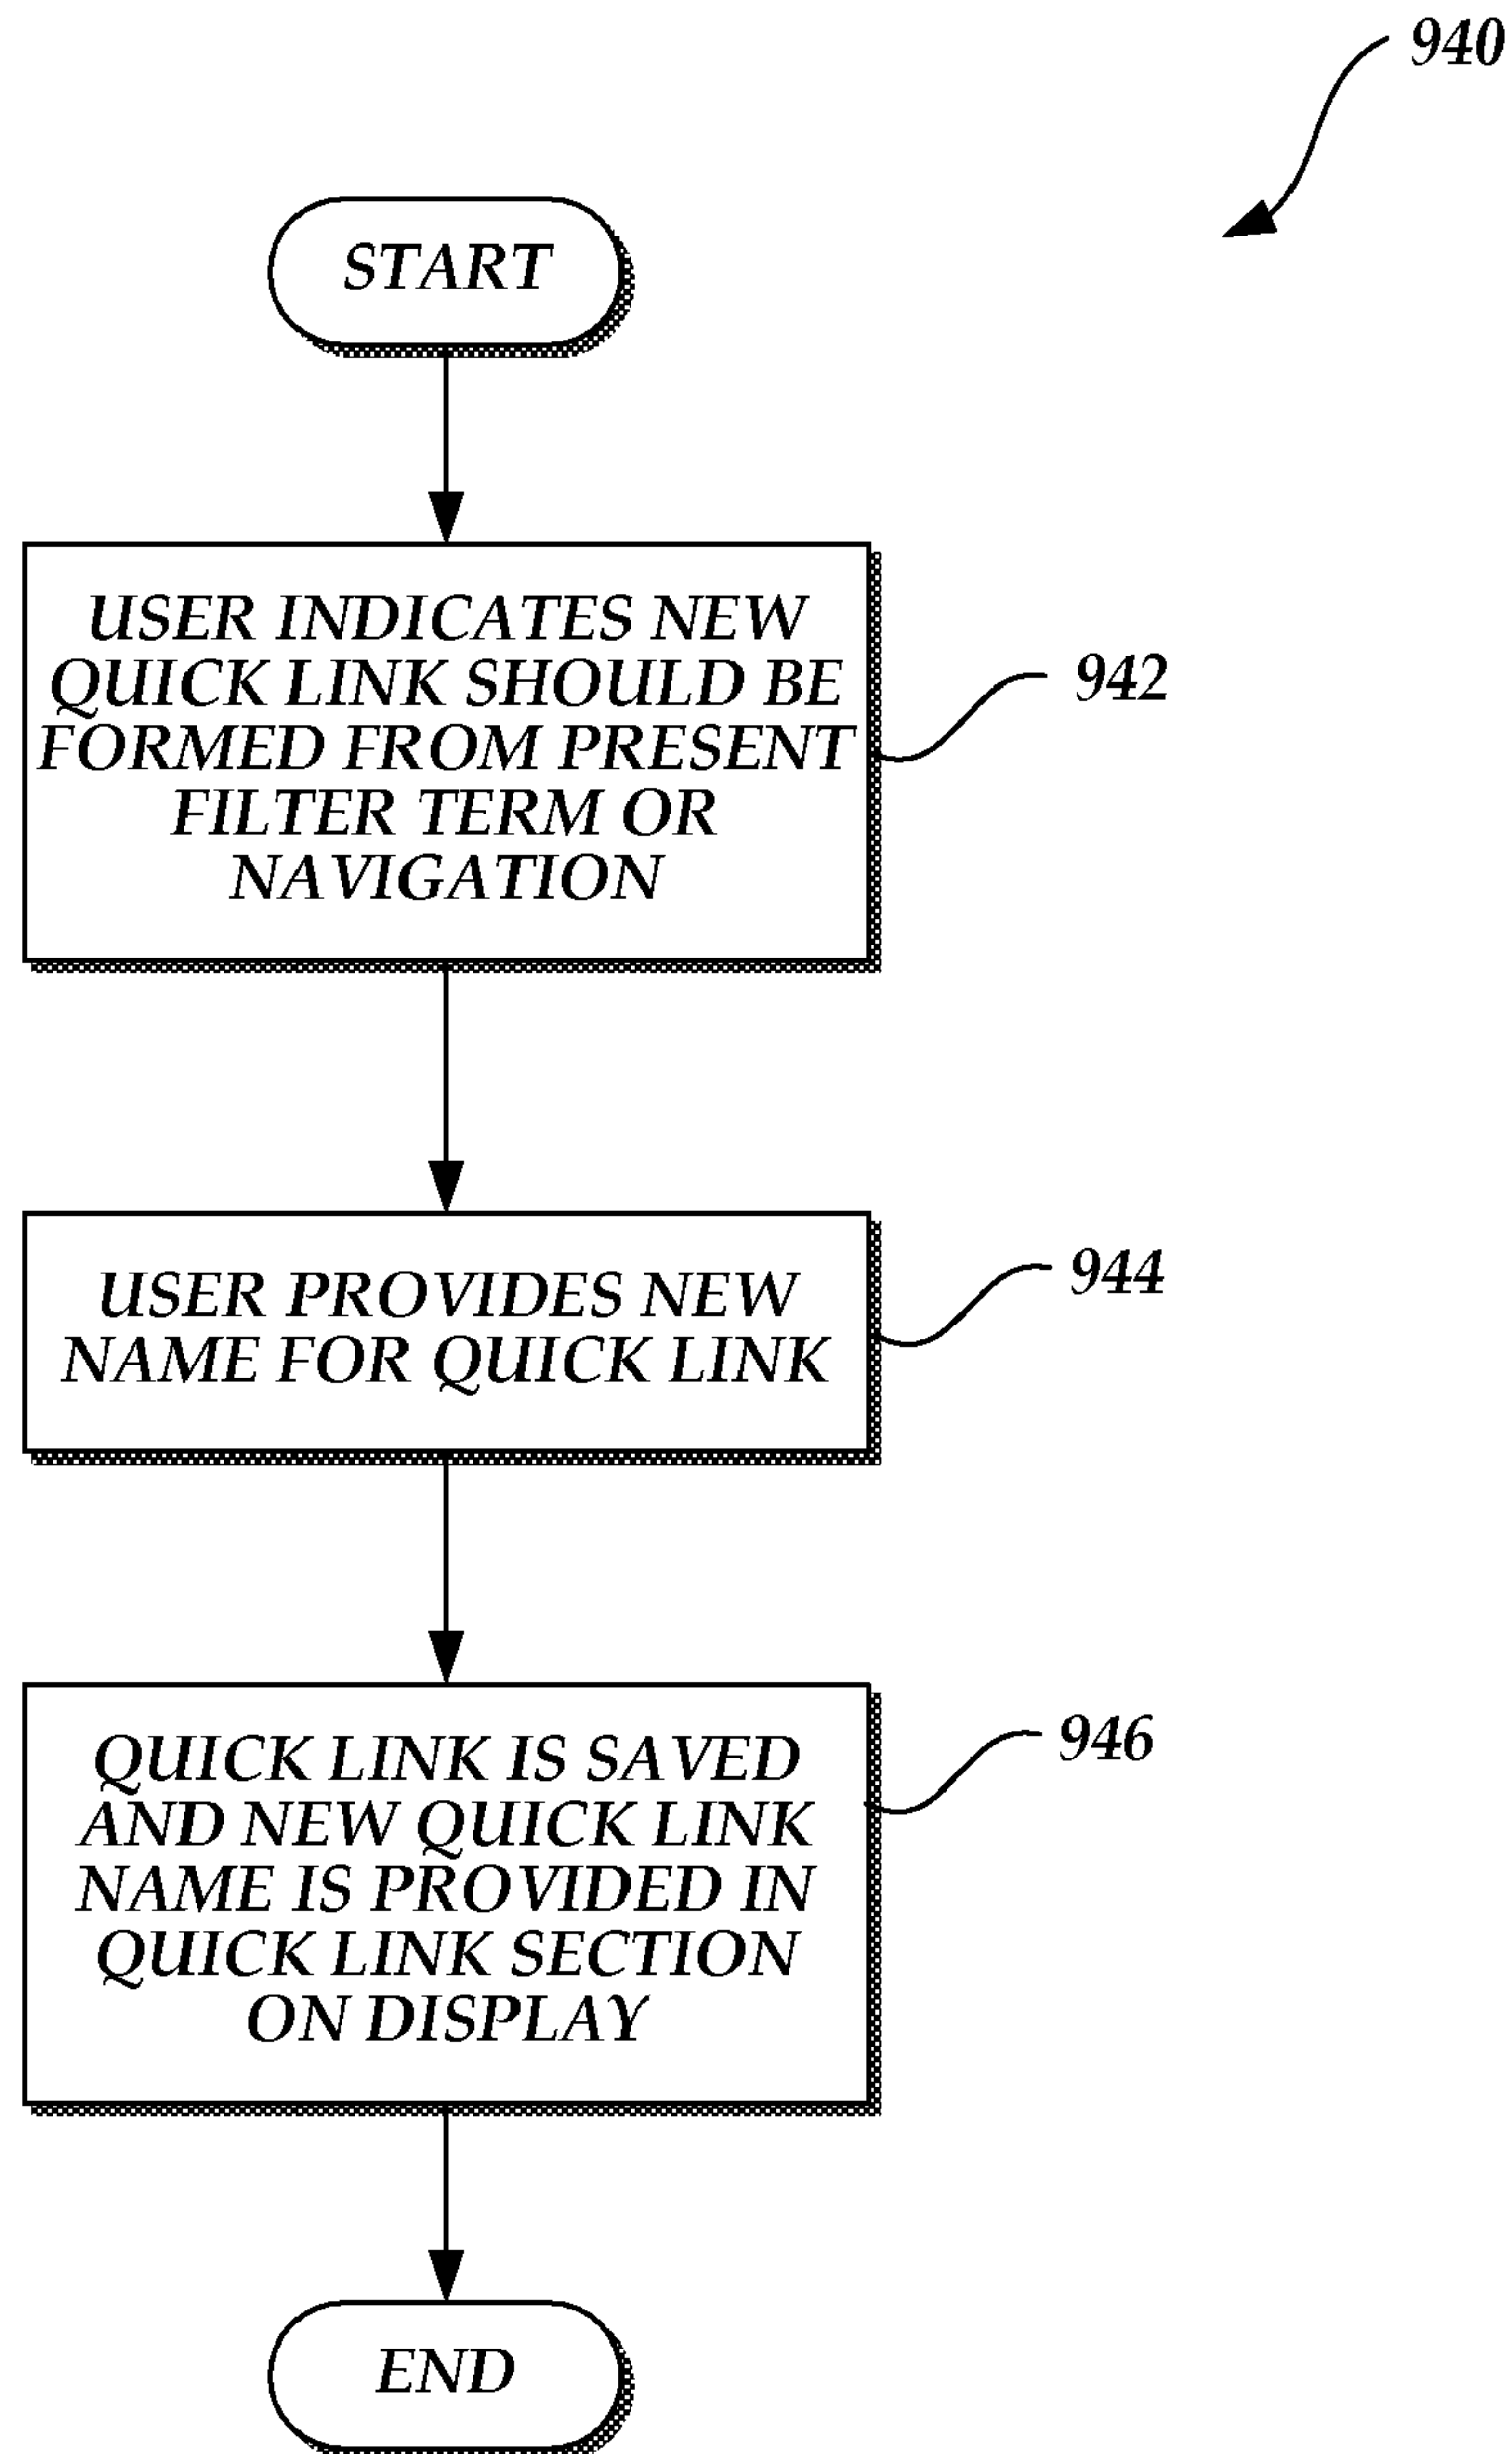 940
START
USER INDICATES NEW
QUICK LINK SHOULD BE
FORMED FROM PRESENT
FILTER TERM OR
NAVIGATION
942
USER PROVIDES NEW
NAME FOR QUICK LINK
944
QUICK LINK IS SAVED
AND NEW QUICK LINK
NAME IS PROVIDED IN
QUICK LINK SECTION
ON DISPLAY
946
END